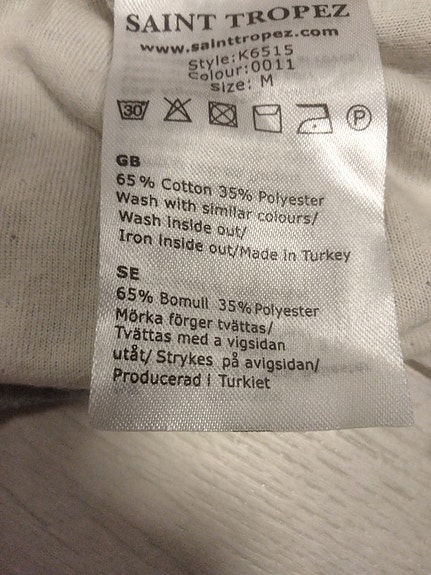 SAINT TROPEZ
www.sainttropez.com
Style:K6515
Colour:0011
Size: M
30 P
GB
65% Cotton 35% Polyester
Wash with similar colours/
Wash inside out/
Iron inside out/Made in Turkey
SE
65% Bomull 35% Polyester
Mörka förger tvättas/
Tvättas med a vigsidan
utåt/ Strykes på avigsidan/
Producerad i Turkiet